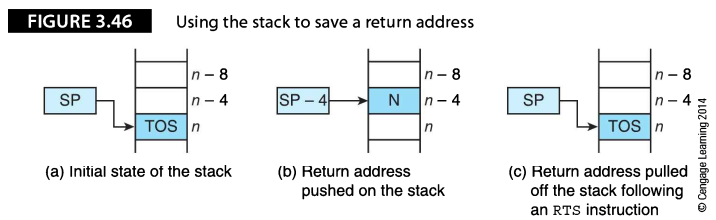 FIGURE 3.46 Using the stack to save a return address
n – 8 n – 8 n – 8
SP n – 4 SP – 4 N n – 4 SP n – 4
TOS n n TOS n
(a) Initial state of the stack (b) Return address (c) Return address pulled
pushed on the stack off the stack following
an RTS instruction
© Cengage Learning 2014